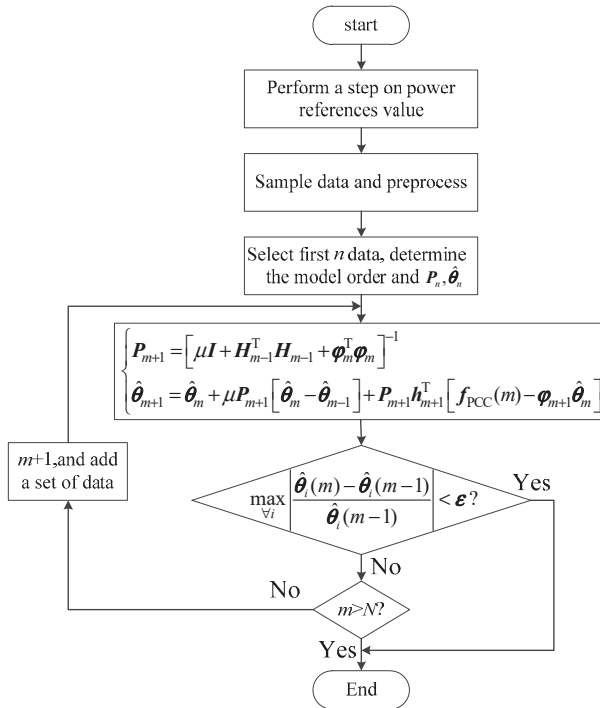 start
Perform a step on power
references value
Sample data and preprocess
Select first n data, determine
the model order and Pₙ, θ̂ₙ
Pₘ₊₁ = [μI + Hᵀₘ₋₁Hₘ₋₁ + φᵀₘφₘ]⁻¹
θ̂ₘ₊₁ = θ̂ₘ + μPₘ₊₁[θ̂ₘ − θ̂ₘ₋₁] + Pₘ₊₁hᵀₘ₊₁[f_PCC(m) − φₘ₊₁θ̂ₘ]
m+1,and add
a set of data
max_∀i |(θ̂ᵢ(m) − θ̂ᵢ(m−1)) / θ̂ᵢ(m−1)| < ε ?
Yes
No
m>N?
No
Yes
End